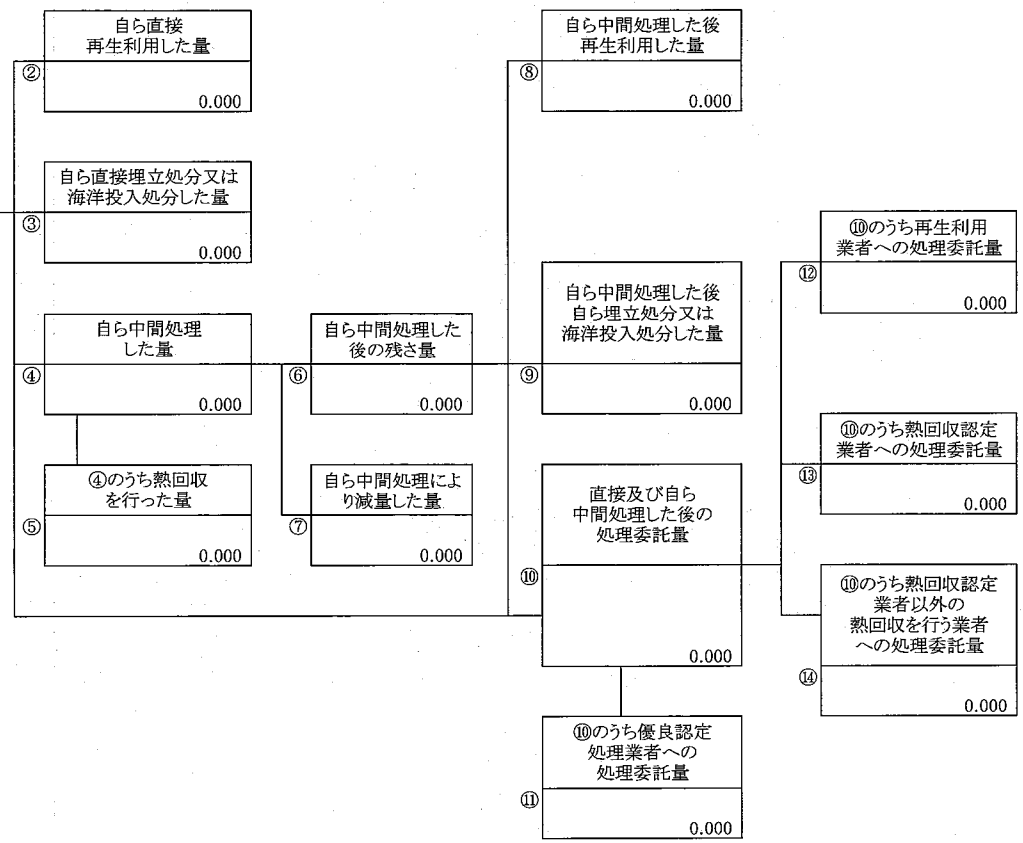 自ら直接
再生利用した量
②
0.000
自ら直接埋立処分又は
海洋投入処分した量
③
0.000
自ら中間処理
した量
④
0.000
④のうち熱回収
を行った量
⑤
0.000
自ら中間処理した
後の残さ量
⑥
0.000
自ら中間処理によ
り減量した量
⑦
0.000
自ら中間処理した後
再生利用した量
⑧
0.000
自ら中間処理した後
自ら埋立処分又は
海洋投入処分した量
⑨
0.000
直接及び自ら
中間処理した後の
処理委託量
⑩
0.000
⑩のうち優良認定
処理業者への
処理委託量
⑪
0.000
⑩のうち再生利用
業者への処理委託量
⑫
0.000
⑩のうち熱回収認定
業者への処理委託量
⑬
0.000
⑩のうち熱回収認定
業者以外の
熱回収を行う業者
への処理委託量
⑭
0.000